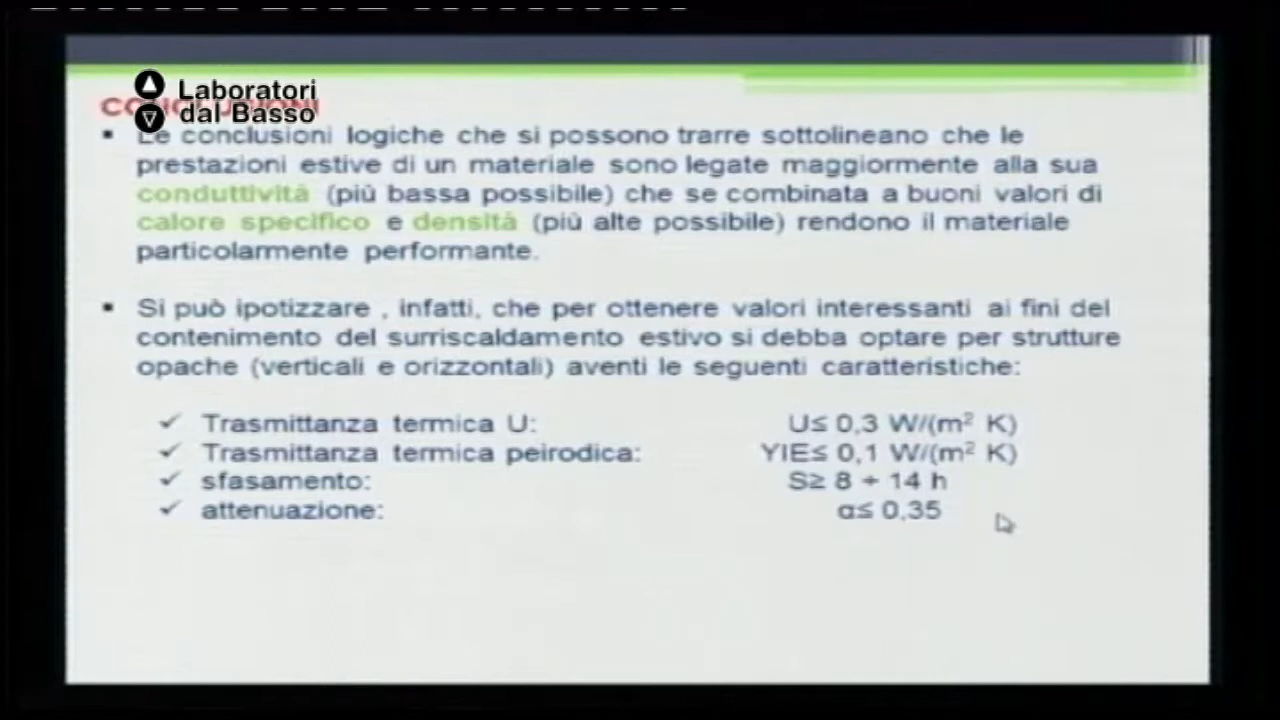 Laboratori
dal Basso
CONCLUSIONI
Le conclusioni logiche che si possono trarre sottolineano che le
prestazioni estive di un materiale sono legate maggiormente alla sua
conduttività (più bassa possibile) che se combinata a buoni valori di
calore specifico e densità (più alte possibile) rendono il materiale
particolarmente performante.
Si può ipotizzare , infatti, che per ottenere valori interessanti ai fini del
contenimento del surriscaldamento estivo si debba optare per strutture
opache (verticali e orizzontali) aventi le seguenti caratteristiche:
Trasmittanza termica U: U≤ 0,3 W/(m² K)
Trasmittanza termica peirodica: YIE≤ 0,1 W/(m² K)
sfasamento: S≥ 8 ÷ 14 h
attenuazione: α≤ 0,35